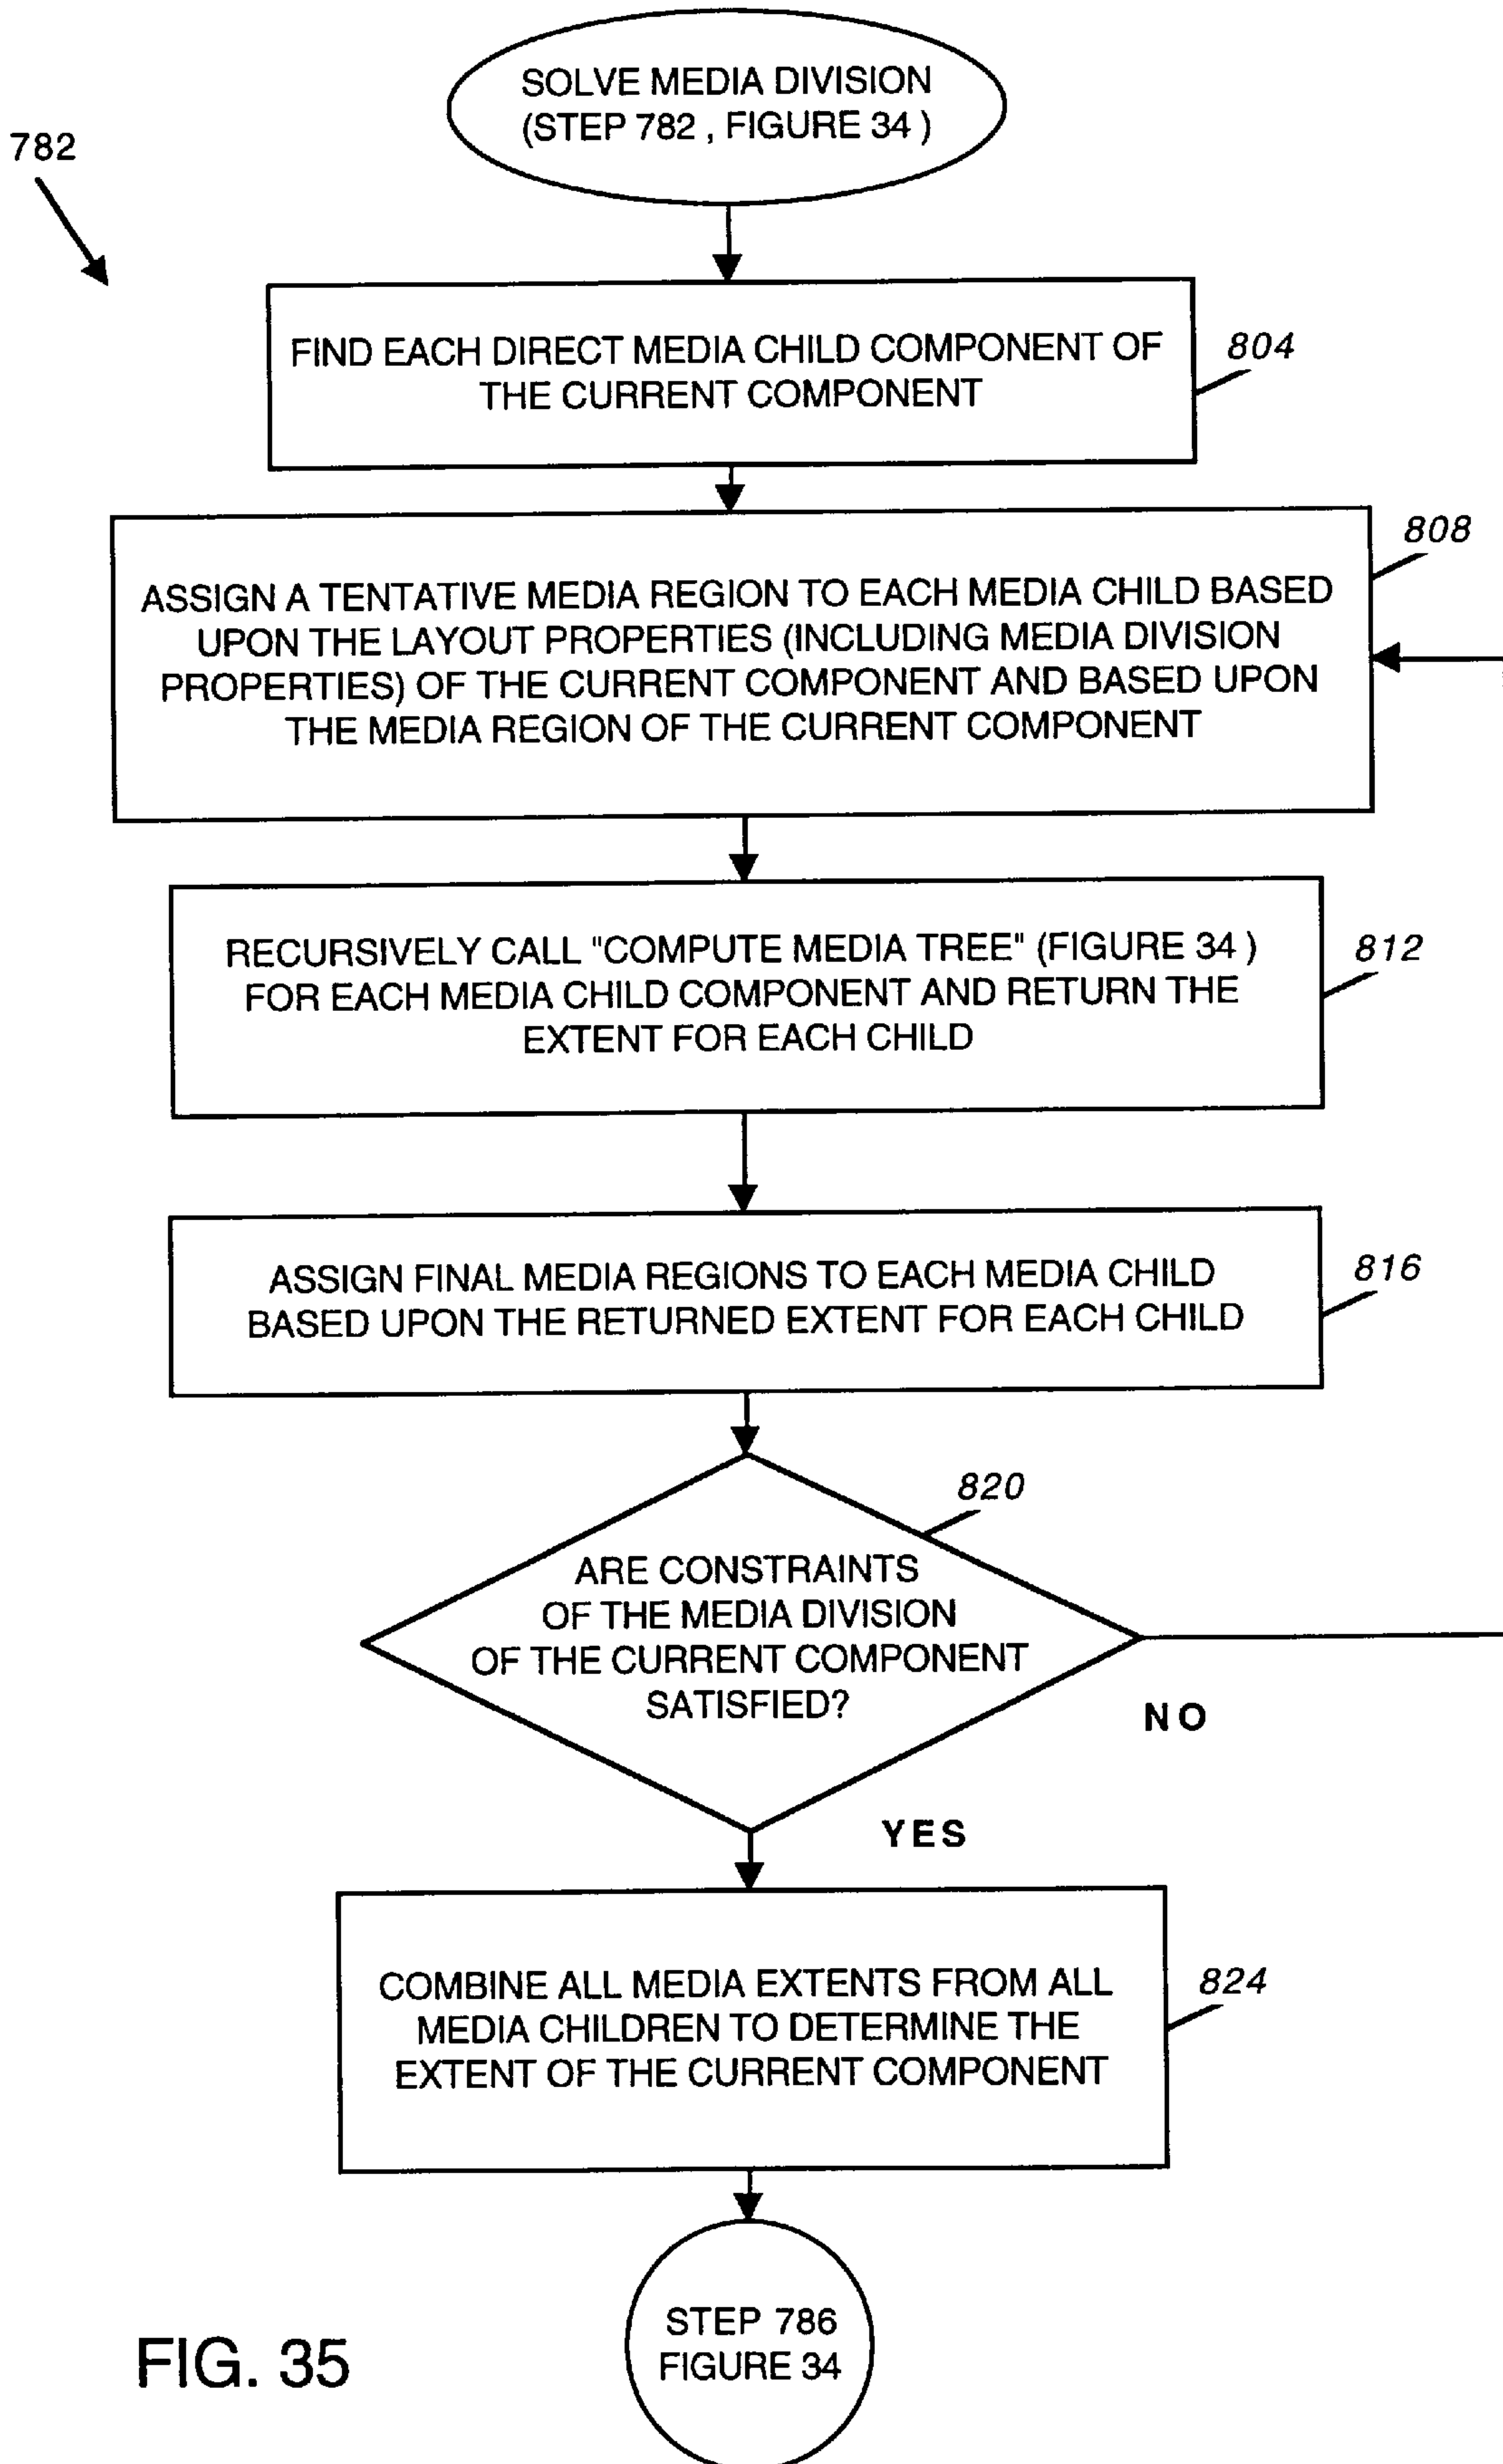 SOLVE MEDIA DIVISION
(STEP 782 , FIGURE 34 )
782
FIND EACH DIRECT MEDIA CHILD COMPONENT OF
THE CURRENT COMPONENT
804
808
ASSIGN A TENTATIVE MEDIA REGION TO EACH MEDIA CHILD BASED
UPON THE LAYOUT PROPERTIES (INCLUDING MEDIA DIVISION
PROPERTIES) OF THE CURRENT COMPONENT AND BASED UPON
THE MEDIA REGION OF THE CURRENT COMPONENT
RECURSIVELY CALL "COMPUTE MEDIA TREE" (FIGURE 34 )
FOR EACH MEDIA CHILD COMPONENT AND RETURN THE
EXTENT FOR EACH CHILD
812
ASSIGN FINAL MEDIA REGIONS TO EACH MEDIA CHILD
BASED UPON THE RETURNED EXTENT FOR EACH CHILD
816
820
ARE CONSTRAINTS
OF THE MEDIA DIVISION
OF THE CURRENT COMPONENT
SATISFIED?
NO
YES
COMBINE ALL MEDIA EXTENTS FROM ALL
MEDIA CHILDREN TO DETERMINE THE
EXTENT OF THE CURRENT COMPONENT
824
STEP 786
FIGURE 34
FIG. 35